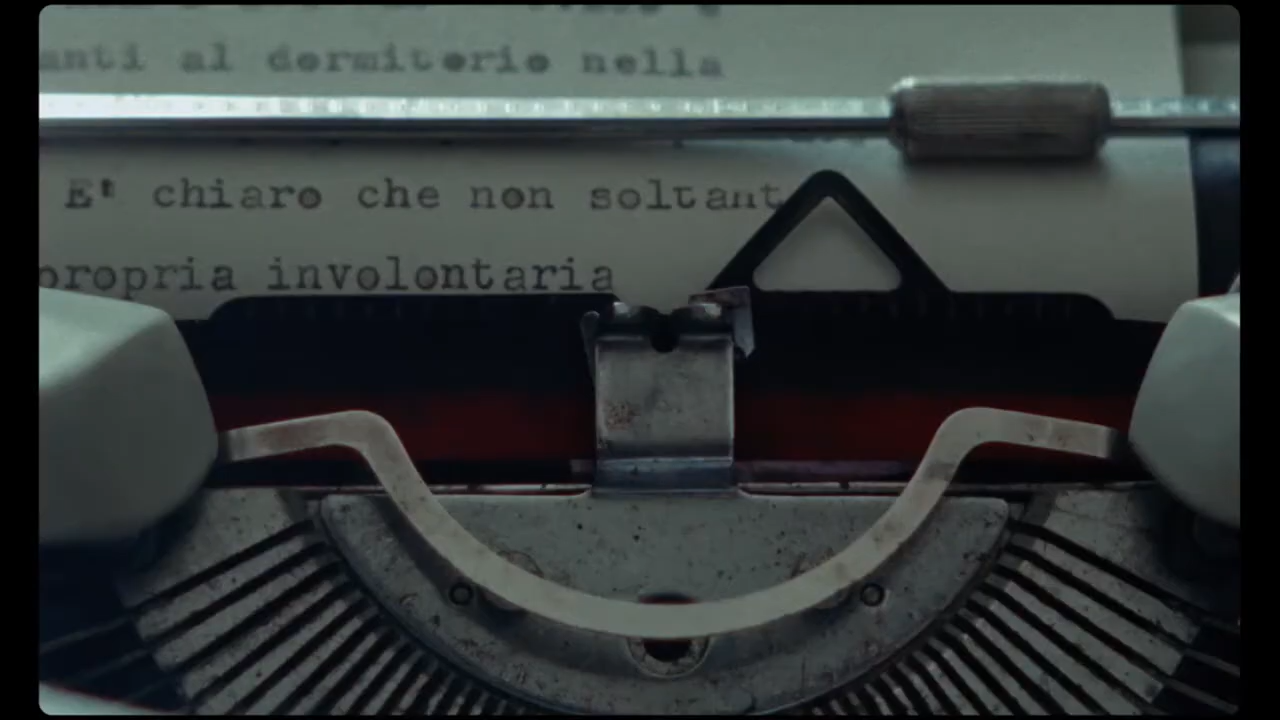 anti al dormitorio nella
E' chiaro che non soltant
propria involontaria